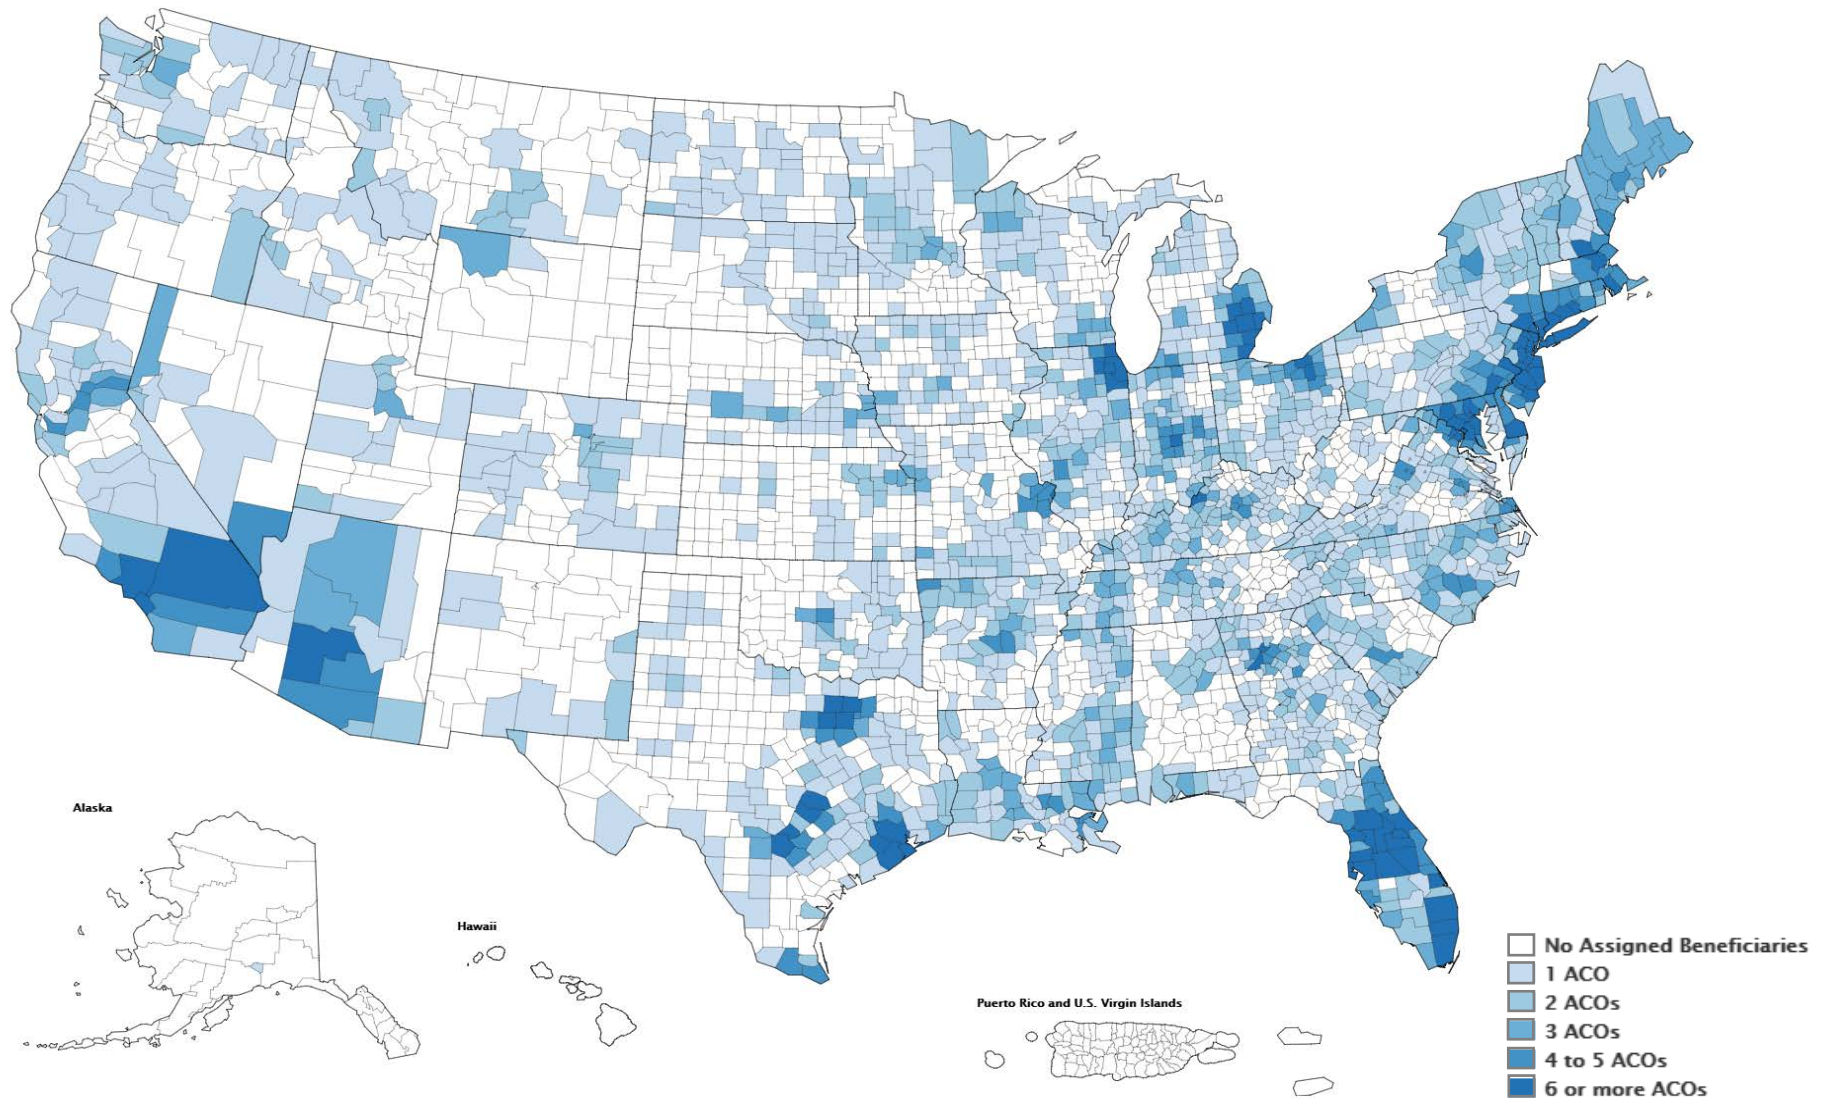 Alaska
Hawaii
No Assigned Beneficiaries
1 ACO
2 ACOs
3 ACOs
4 to 5 ACOs
6 or more ACOs
Puerto Rico and U.S. Virgin Islands